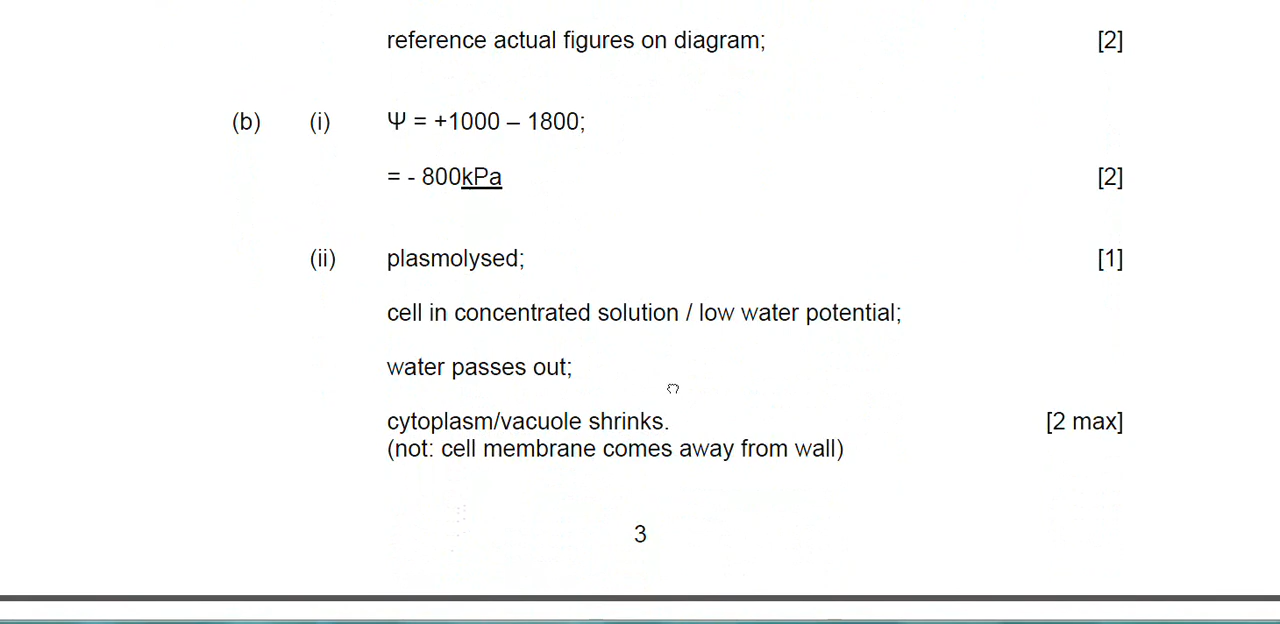 reference actual figures on diagram; [2]
(b) (i) Ψ = +1000 – 1800;
= - 800kPa [2]
(ii) plasmolysed; [1]
cell in concentrated solution / low water potential;
water passes out;
cytoplasm/vacuole shrinks. [2 max]
(not: cell membrane comes away from wall)
3